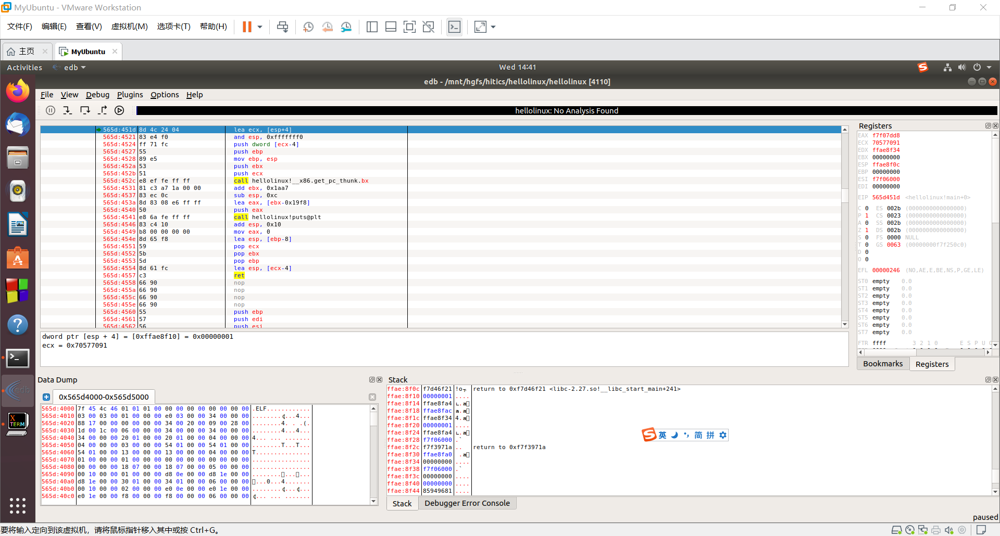 MyUbuntu - VMware Workstation
文件(F) 编辑(E) 查看(V) 虚拟机(M) 选项卡(T) 帮助(H)
主页 MyUbuntu
Activities edb Wed 14:41
edb - /mnt/hgfs/hitics/hellolinux/hellolinux [4110]
File View Debug Plugins Options Help
hellolinux: No Analysis Found
565d:451d 8d 4c 24 04 lea ecx, [esp+4]
565d:4521 83 e4 f0 and esp, 0xfffffff0
565d:4524 ff 71 fc push dword [ecx-4]
565d:4527 55 push ebp
565d:4528 89 e5 mov ebp, esp
565d:452a 53 push ebx
565d:452b 51 push ecx
565d:452c e8 ef fe ff ff call hellolinux!__x86.get_pc_thunk.bx
565d:4531 81 c3 a7 1a 00 00 add ebx, 0x1aa7
565d:4537 83 ec 0c sub esp, 0xc
565d:453a 8d 83 08 e6 ff ff lea eax, [ebx-0x19f8]
565d:4540 50 push eax
565d:4541 e8 6a fe ff ff call hellolinux!puts@plt
565d:4546 83 c4 10 add esp, 0x10
565d:4549 b8 00 00 00 00 mov eax, 0
565d:454e 8d 65 f8 lea esp, [ebp-8]
565d:4551 59 pop ecx
565d:4552 5b pop ebx
565d:4553 5d pop ebp
565d:4554 8d 61 fc lea esp, [ecx-4]
565d:4557 c3 ret
565d:4558 66 90 nop
565d:455a 66 90 nop
565d:455c 66 90 nop
565d:455e 66 90 nop
565d:4560 55 push ebp
565d:4561 57 push edi
565d:4562 56 push esi
dword ptr [esp + 4] = [0xffae8f10] = 0x00000001
ecx = 0x70577091
Registers
EAX f7f07dd8
ECX 70577091
EDX ffae8f34
EBX 00000000
ESP ffae8f0c
EBP 00000000
ESI f7f06000
EDI 00000000
EIP 565d451d <hellolinux!main+0>
C 0 ES 002b (0000000000000000)
P 1 CS 0023 (0000000000000000)
A 0 SS 002b (0000000000000000)
Z 1 DS 002b (0000000000000000)
S 0 FS 0000 NULL
T 0 GS 0063 (00000000f7f250c0)
D 0
O 0
EFL 00000246 (NO,AE,E,BE,NS,P,GE,LE)
ST0 empty 0.0
ST1 empty 0.0
ST2 empty 0.0
ST3 empty 0.0
ST4 empty 0.0
ST5 empty 0.0
ST6 empty 0.0
ST7 empty 0.0
FTR ffff 3 2 1 0 E S P U O
Bookmarks Registers
Data Dump
0x565d4000-0x565d5000
565d:4000 7f 45 4c 46 01 01 01 00 00 00 00 00 00 00 00 00 .ELF............
565d:4010 03 00 03 00 01 00 00 00 e0 03 00 00 34 00 00 00
565d:4020 88 17 00 00 00 00 00 00 34 00 20 00 09 00 28 00
565d:4030 1d 00 1c 00 06 00 00 00 34 00 00 00 34 00 00 00
565d:4040 34 00 00 00 20 01 00 00 20 01 00 00 04 00 00 00
565d:4050 04 00 00 00 03 00 00 00 54 01 00 00 54 01 00 00
565d:4060 54 01 00 00 13 00 00 00 13 00 00 00 04 00 00 00
565d:4070 01 00 00 00 01 00 00 00 00 00 00 00 00 00 00 00
565d:4080 00 00 00 00 18 07 00 00 18 07 00 00 05 00 00 00
565d:4090 00 10 00 00 01 00 00 00 d8 0e 00 00 d8 1e 00 00
565d:40a0 d8 1e 00 00 30 01 00 00 34 01 00 00 06 00 00 00
565d:40b0 00 10 00 00 02 00 00 00 e0 0e 00 00 e0 1e 00 00
565d:40c0 e0 1e 00 00 f8 00 00 00 f8 00 00 00 06 00 00 00
Stack
ffae:8f0c f7d46f21 return to 0xf7d46f21 <libc-2.27.so!__libc_start_main+241>
ffae:8f10 00000001 ....
ffae:8f14 ffae8fa4
ffae:8f18 ffae8fac
ffae:8f1c ffae8f34
ffae:8f20 00000001 ....
ffae:8f24 ffae8fa4
ffae:8f28 f7f06000
ffae:8f2c f7f3971a return to 0xf7f3971a
ffae:8f30 ffae8fa0
ffae:8f34 00000000 ....
ffae:8f38 f7f06000
ffae:8f3c 00000000 ....
ffae:8f40 00000000 ....
ffae:8f44 85949681 ....
英 简 拼
Stack Debugger Error Console
paused
要将输入定向到该虚拟机，请将鼠标指针移入其中或按 Ctrl+G。
edb
X TERM